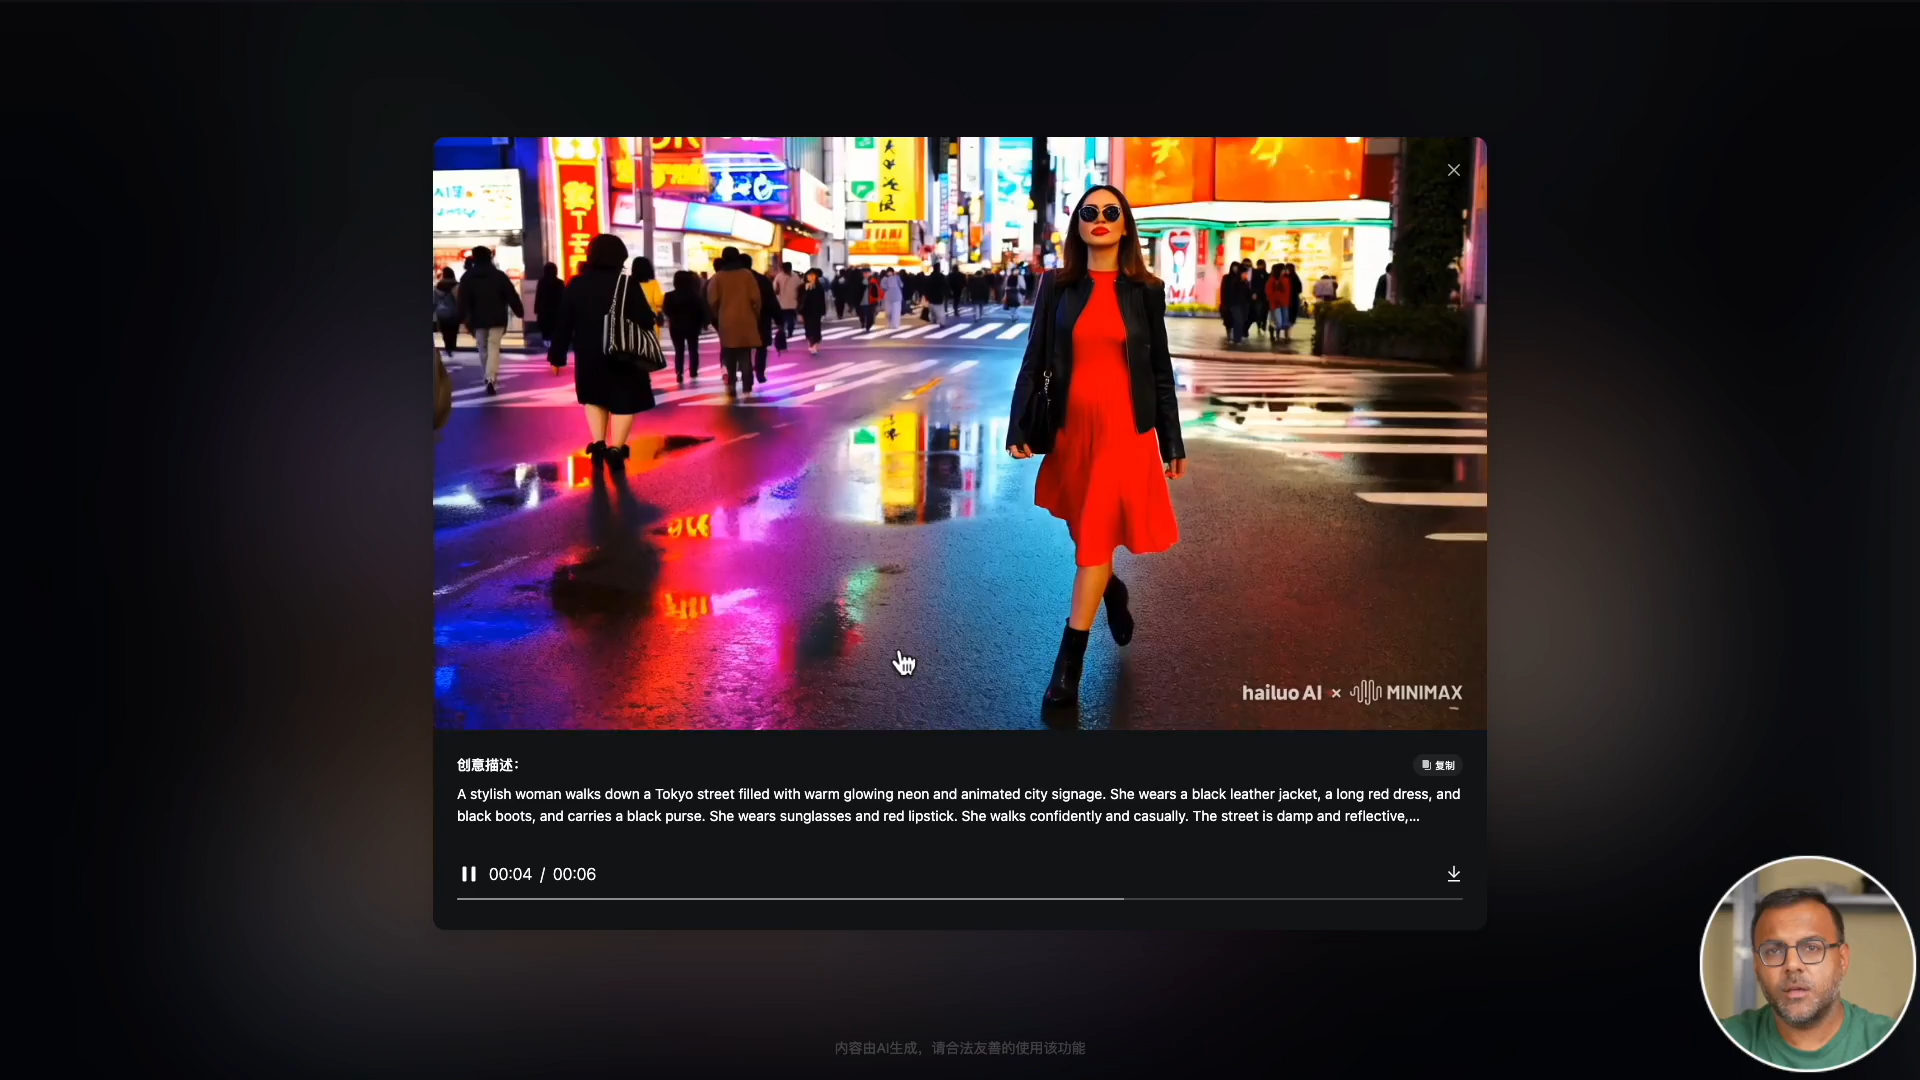 hailuo AI × MINIMAX
创意描述：
复制
A stylish woman walks down a Tokyo street filled with warm glowing neon and animated city signage. She wears a black leather jacket, a long red dress, and
black boots, and carries a black purse. She wears sunglasses and red lipstick. She walks confidently and casually. The street is damp and reflective,...
00:04 / 00:06
内容由AI生成，请合法友善的使用该功能